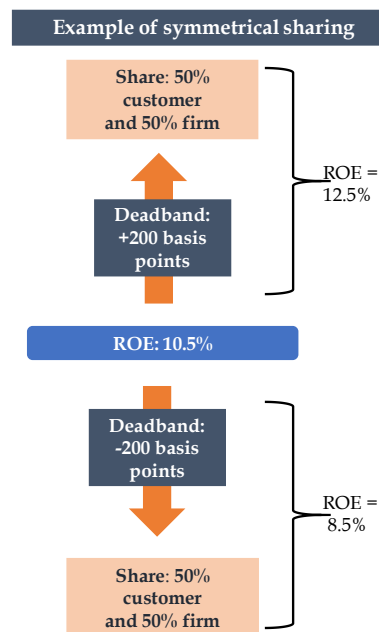 Example of symmetrical sharing
Share: 50%
customer
and 50% firm
ROE =
12.5%
Deadband:
+200 basis
points
ROE: 10.5%
Deadband:
-200 basis
points
ROE =
8.5%
Share: 50%
customer
and 50% firm